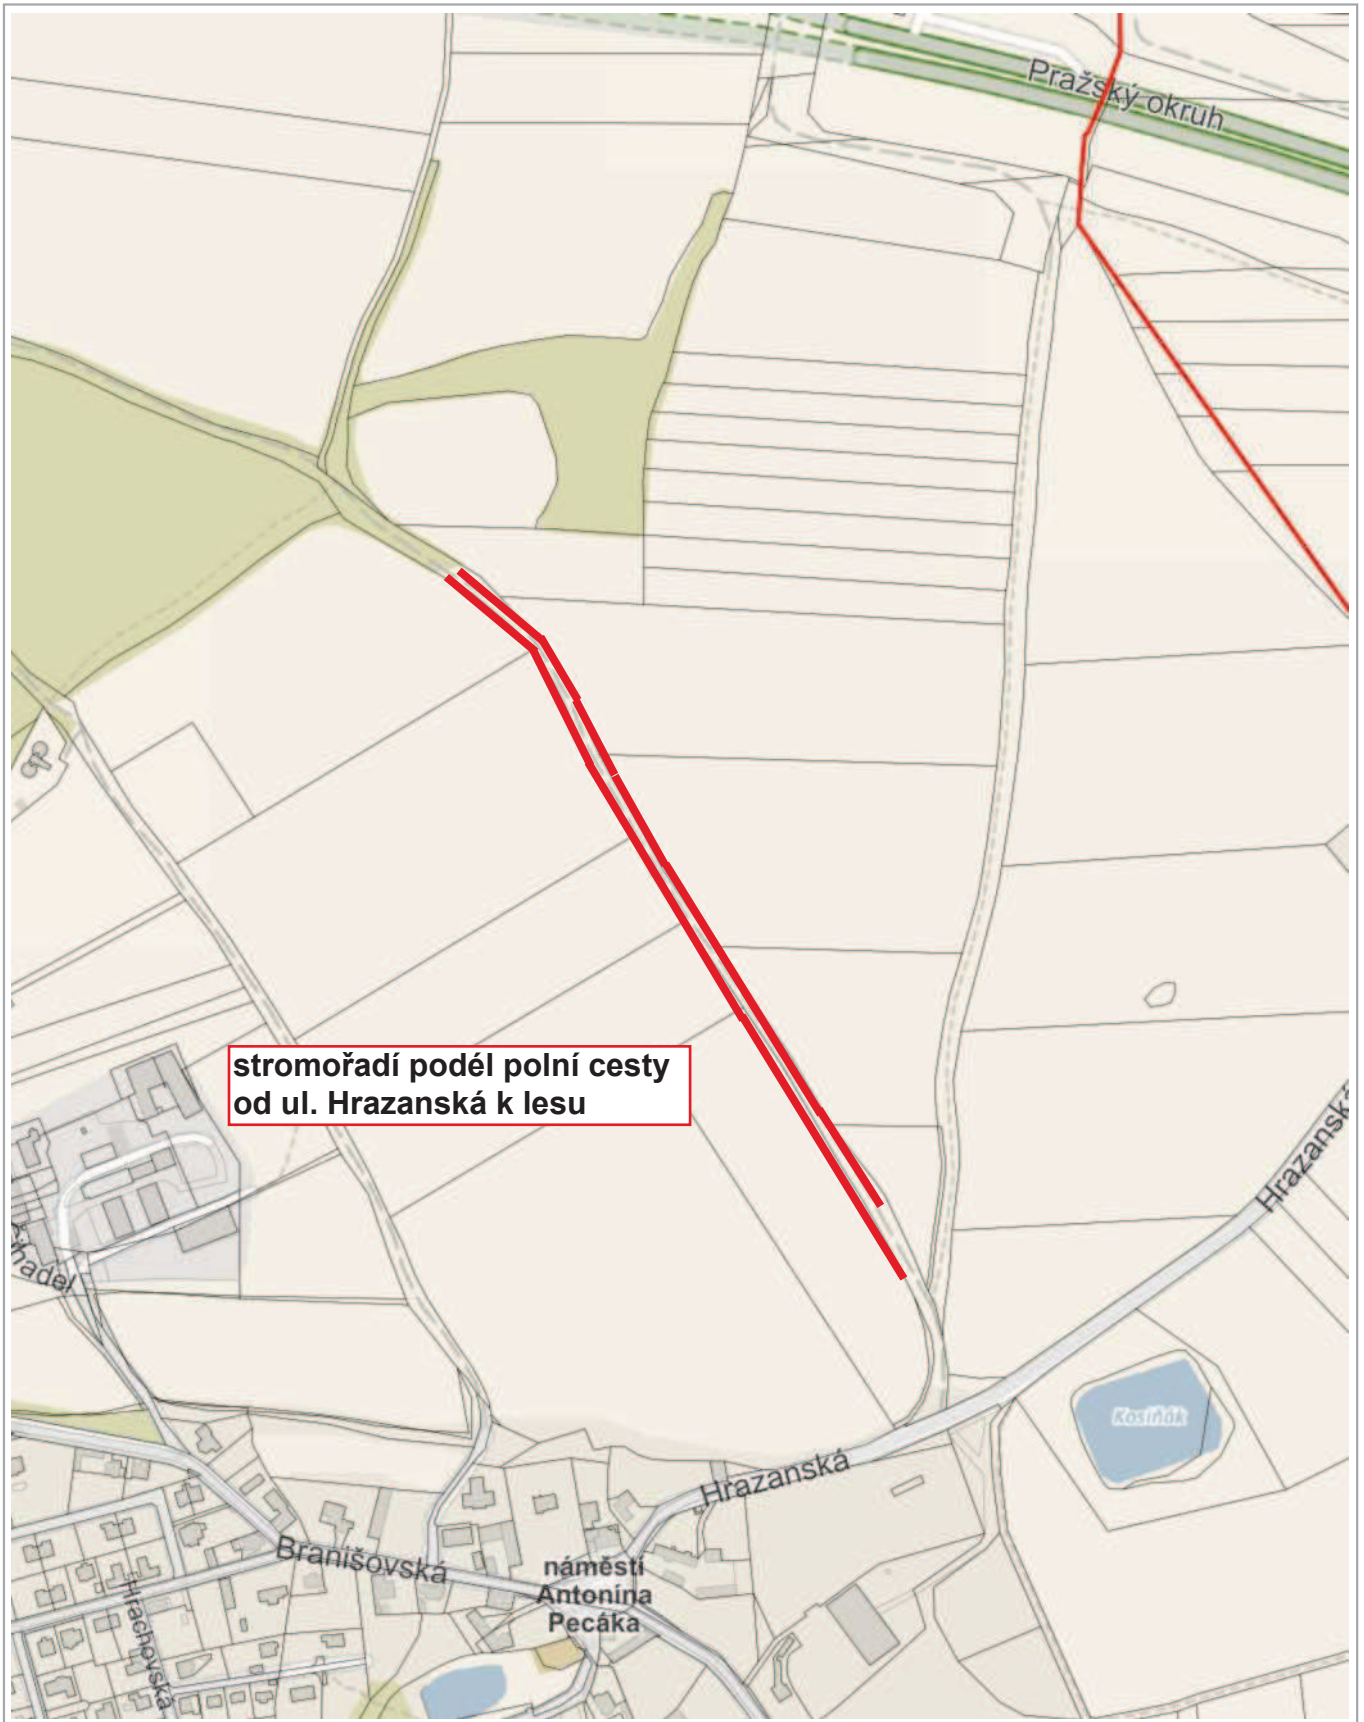 Pražský okruh
stromořadí podél polní cesty
od ul. Hrazanská k lesu
Hrazanská
Kosiňák
Hrazanská
Branišovská
náměstí
Antonína
Pecáka
Hrachovská